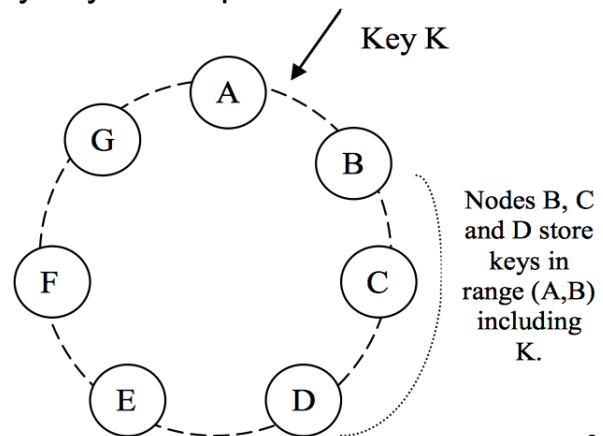 Key K
A
B
G
C
F
D
E
Nodes B, C
and D store
keys in
range (A,B)
including
K.